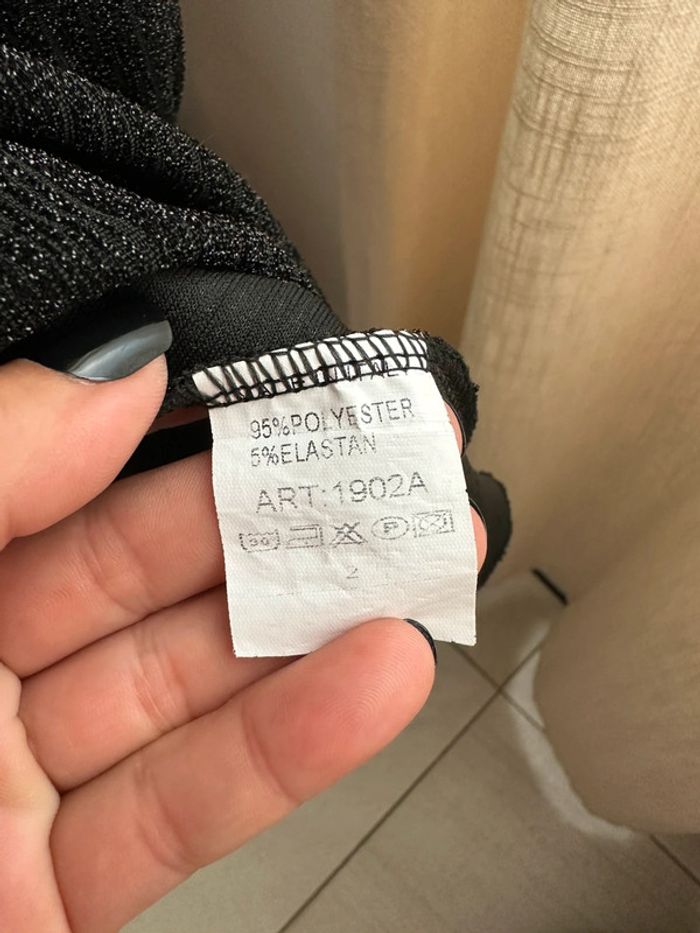 95%POLYESTER
5%ELASTAN
ART:1902A
30 P
2